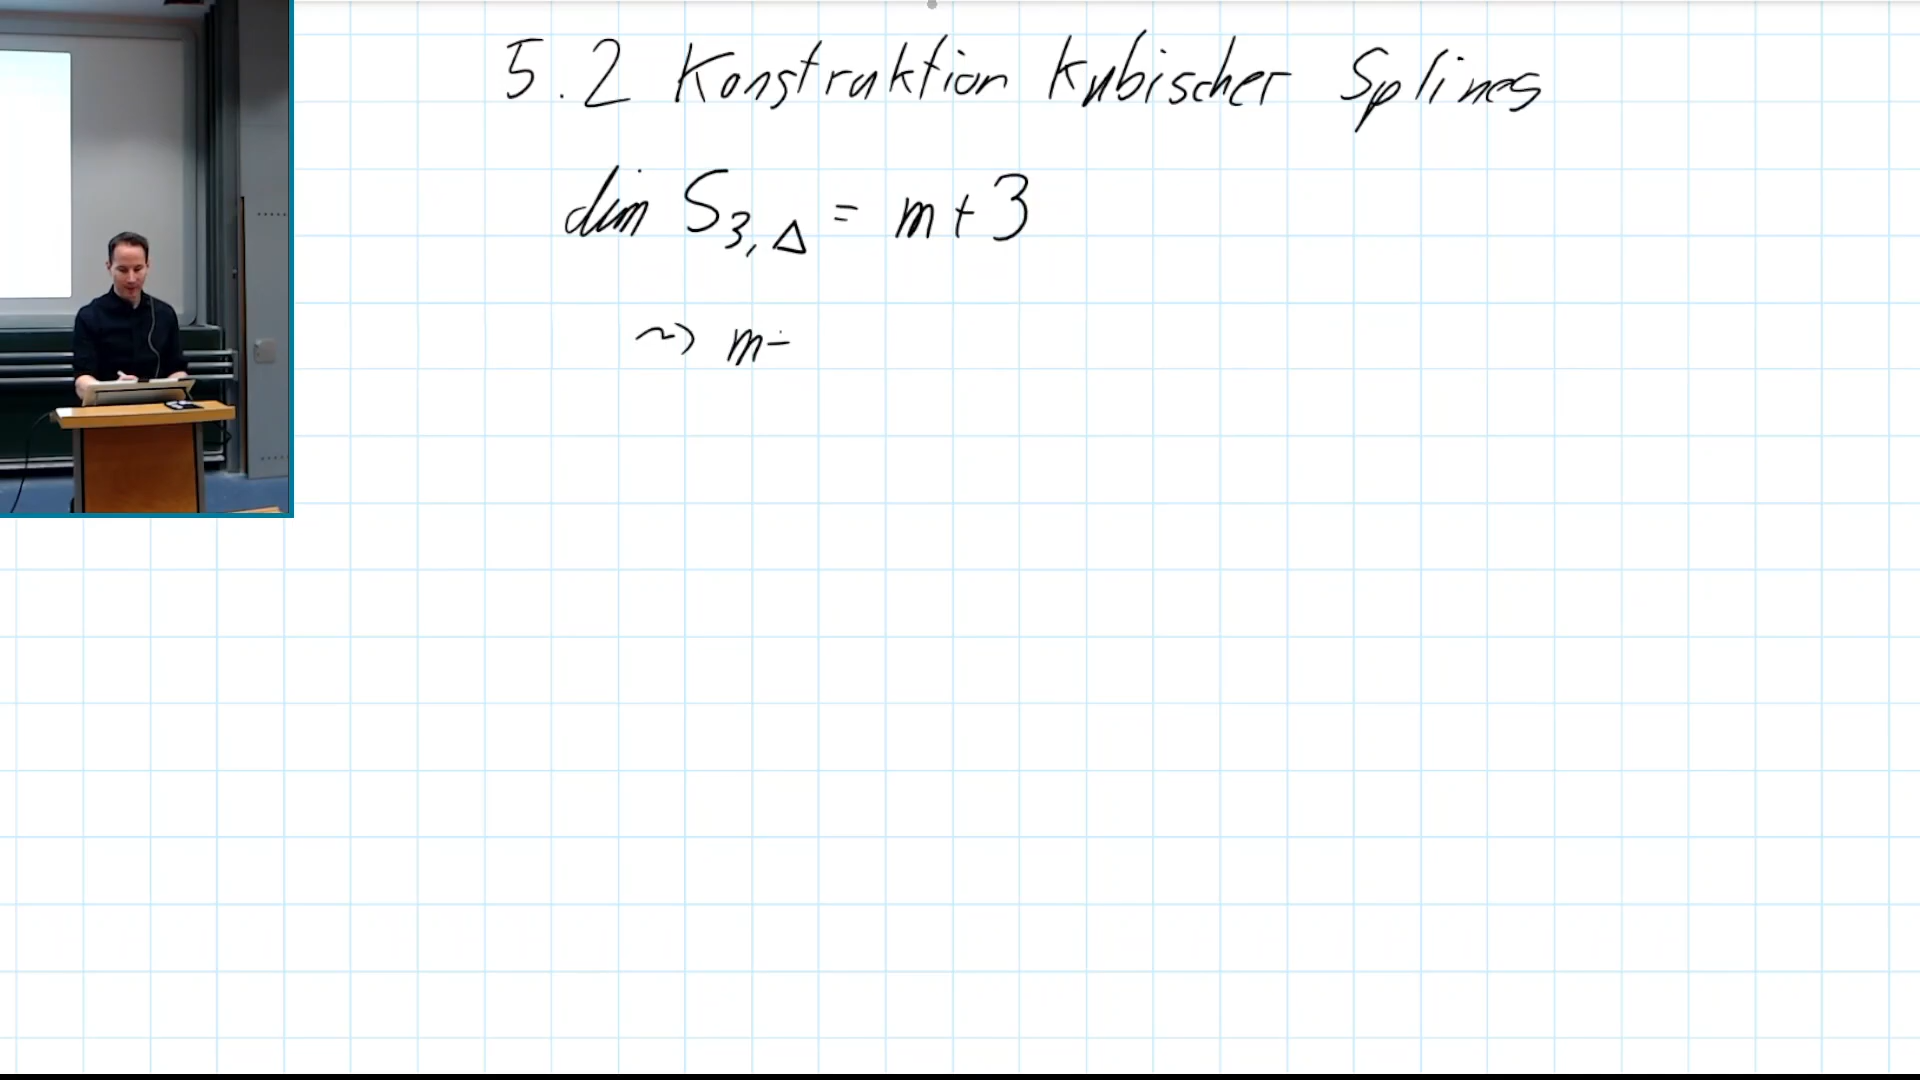 5.2 Konstruktion kubischer Splines
dim S_{3,Δ} = m+3
⇝ m-